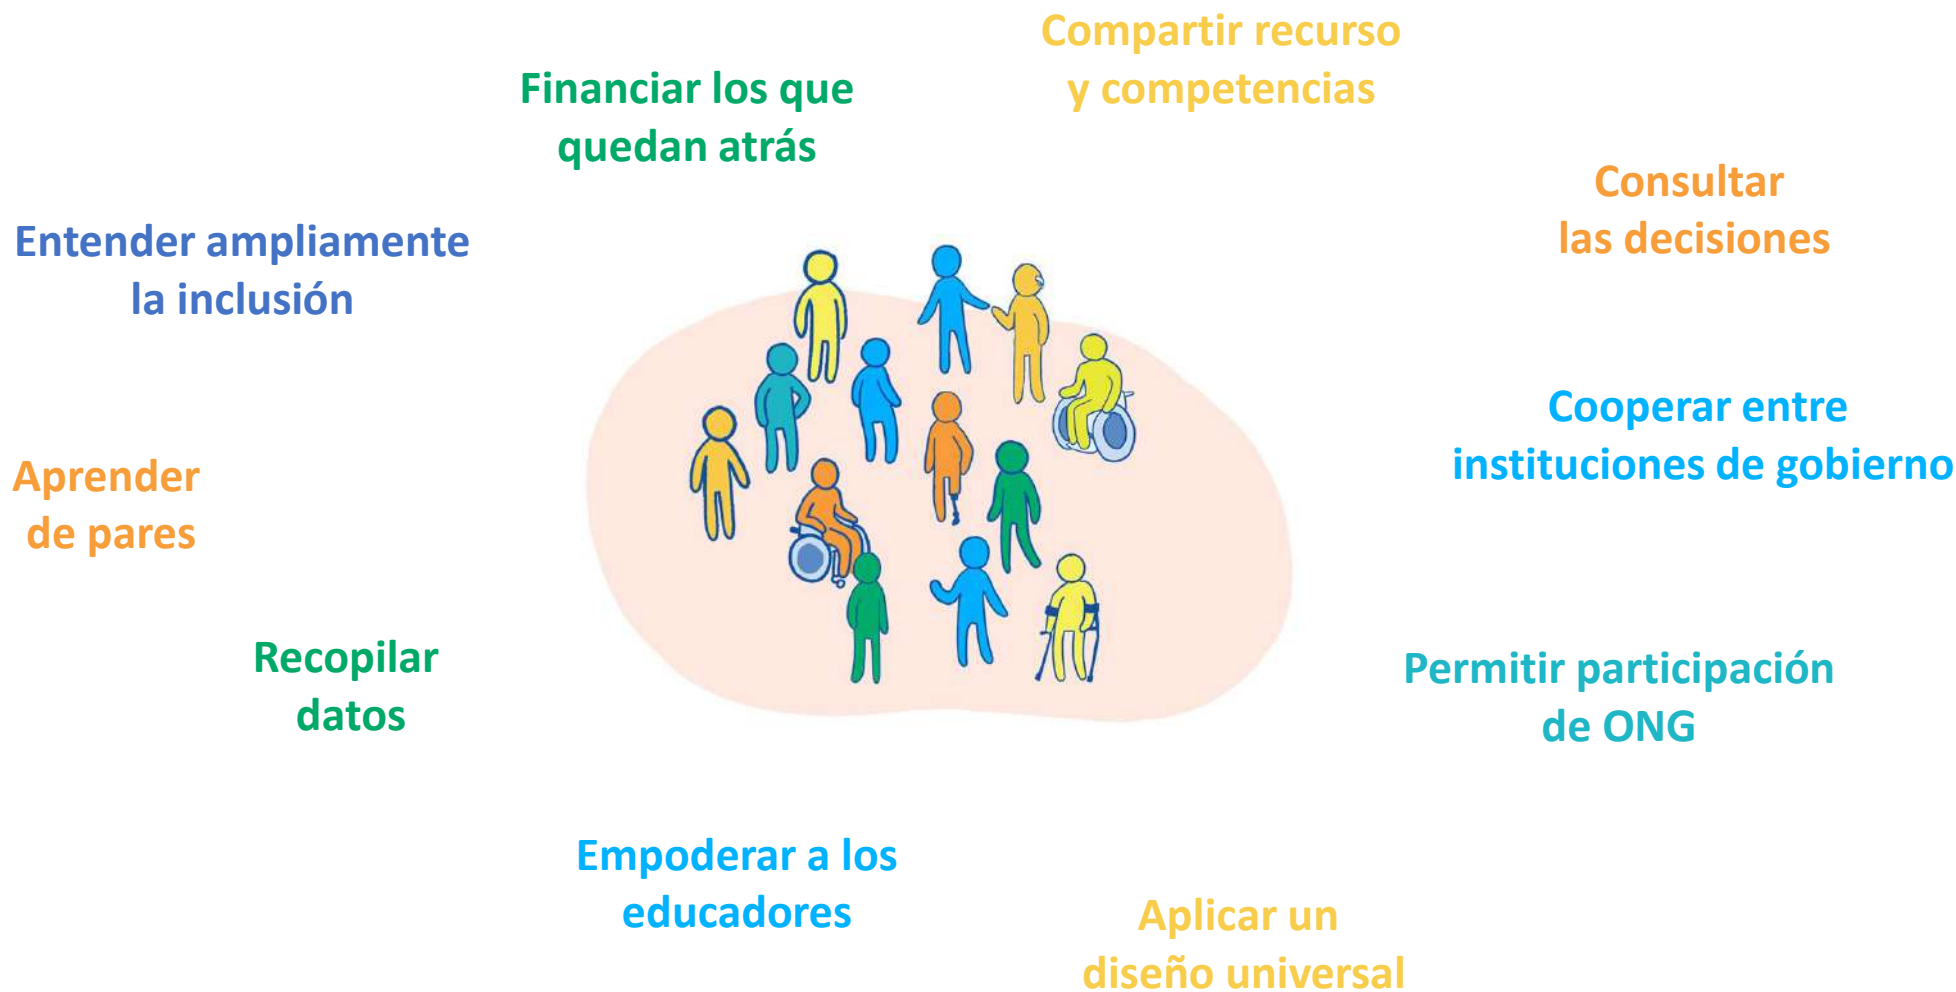 Compartir recurso
y competencias
Financiar los que
quedan atrás
Consultar
las decisiones
Entender ampliamente
la inclusión
Cooperar entre
instituciones de gobierno
Aprender
de pares
Recopilar
datos
Permitir participación
de ONG
Empoderar a los
educadores
Aplicar un
diseño universal